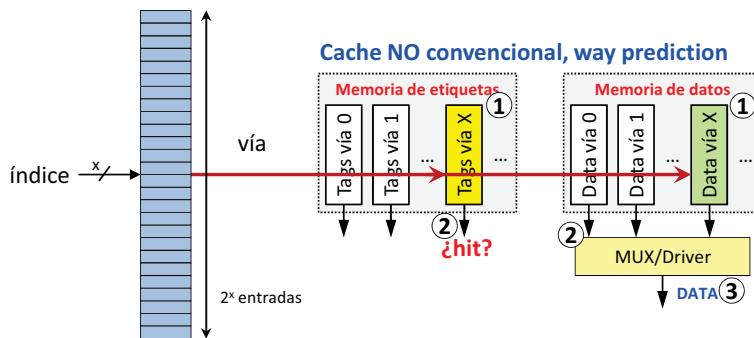 Cache NO convencional, way prediction
Memoria de etiquetas
1
Memoria de datos
1
Tags vía 0
Tags vía 1
...
Tags vía X
...
Data vía 0
Data vía 1
...
Data vía X
...
vía
índice
x
2
¿hit?
2
MUX/Driver
2ˣ entradas
DATA
3